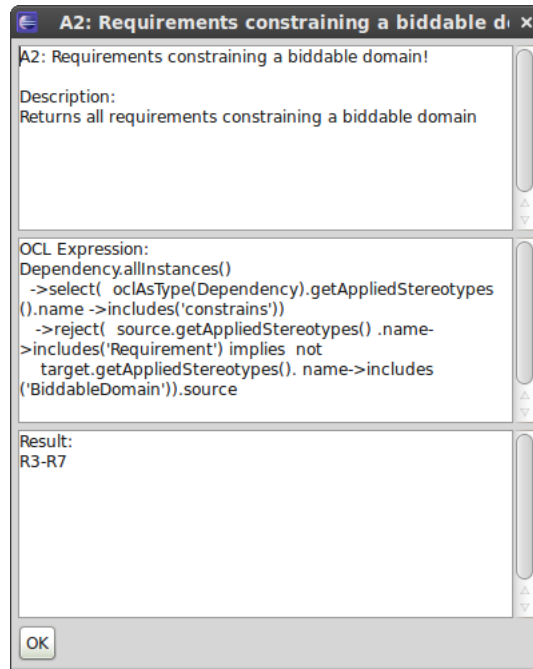 A2: Requirements constraining a biddable d
A2: Requirements constraining a biddable domain!
Description:
Returns all requirements constraining a biddable domain
OCL Expression:
Dependency.allInstances()
->select( oclAsType(Dependency).getAppliedStereotypes
().name ->includes('constrains'))
->reject( source.getAppliedStereotypes() .name-
>includes('Requirement') implies not
target.getAppliedStereotypes(). name->includes
('BiddableDomain')).source
Result:
R3-R7
OK